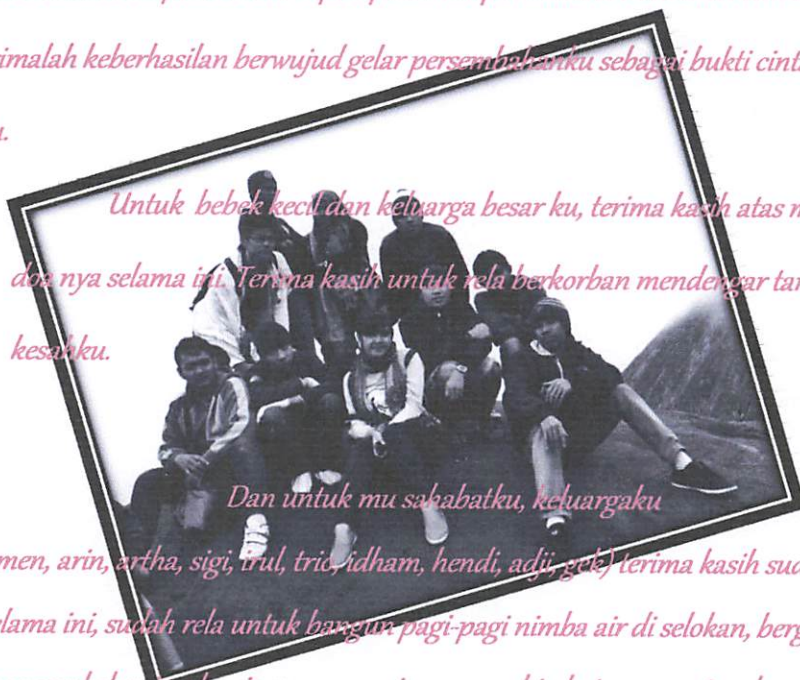 imalah keberhasilan berwujud gelar persembahanku sebagai bukti cint
u.
Untuk bebek kecil dan keluarga besar ku, terima kasih atas
doa nya selama ini. Terima kasih untuk rela berkorban mendengar
kesahku.
Dan untuk mu sahabatku, keluargaku
men, arin, artha, sigi, irul, trio, idham, hendi, adji, gek) terima kasih
lama ini, sudah rela untuk bangun pagi-pagi nimba air di selokan,